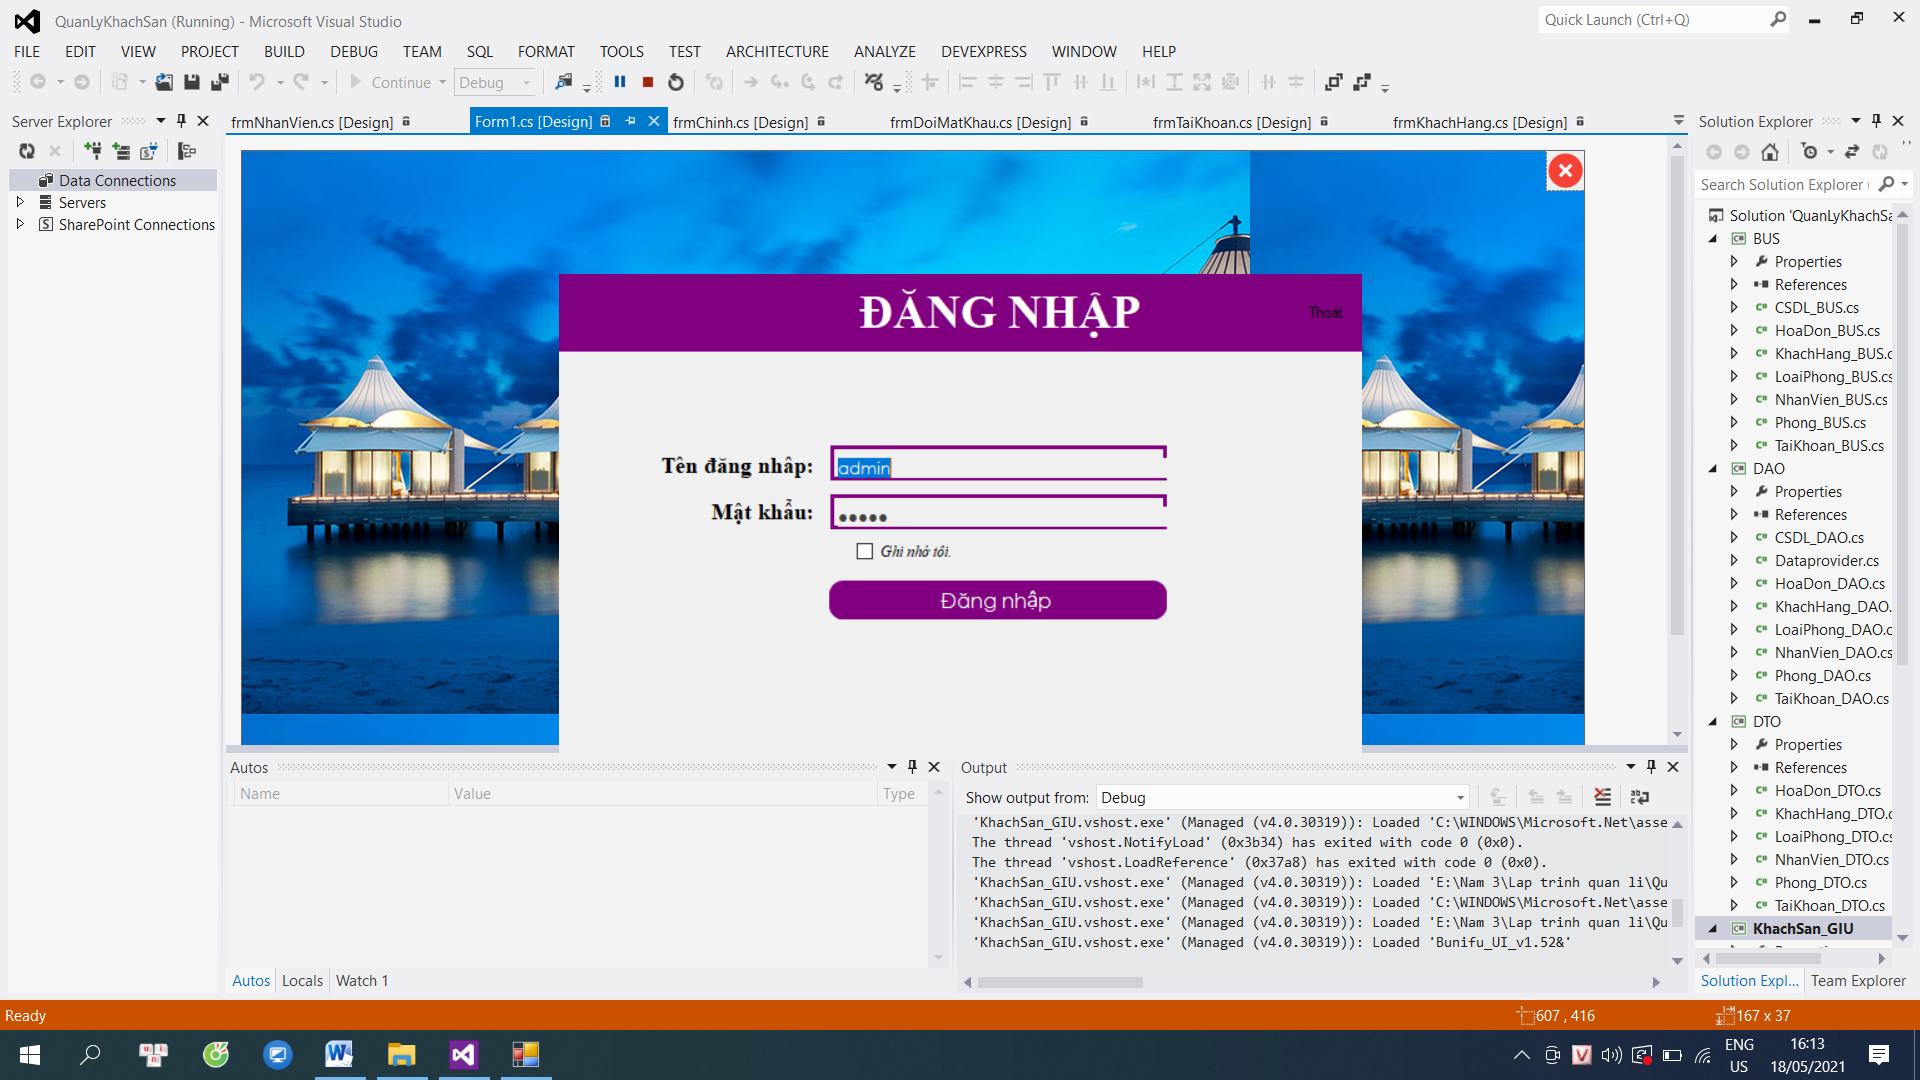 QuanLyKhachSan (Running) - Microsoft Visual Studio
Quick Launch (Ctrl+Q)
FILE EDIT VIEW PROJECT BUILD DEBUG TEAM SQL FORMAT TOOLS TEST ARCHITECTURE ANALYZE DEVEXPRESS WINDOW HELP
Continue Debug
Server Explorer
frmNhanVien.cs [Design] Form1.cs [Design] frmChinh.cs [Design] frmDoiMatKhau.cs [Design] frmTaiKhoan.cs [Design] frmKhachHang.cs [Design]
Solution Explorer
Data Connections
Servers
SharePoint Connections
ĐĂNG NHẬP
Thoát
Tên đăng nhâp:
admin
Mật khẩu:
Ghi nhớ tôi.
Đăng nhập
Search Solution Explorer (
Solution 'QuanLyKhachSa
BUS
Properties
References
CSDL_BUS.cs
HoaDon_BUS.cs
KhachHang_BUS.c
LoaiPhong_BUS.cs
NhanVien_BUS.cs
Phong_BUS.cs
TaiKhoan_BUS.cs
DAO
Properties
References
CSDL_DAO.cs
Dataprovider.cs
HoaDon_DAO.cs
KhachHang_DAO.
LoaiPhong_DAO.c
NhanVien_DAO.cs
Phong_DAO.cs
TaiKhoan_DAO.cs
DTO
Properties
References
HoaDon_DTO.cs
KhachHang_DTO.c
LoaiPhong_DTO.cs
NhanVien_DTO.cs
Phong_DTO.cs
TaiKhoan_DTO.cs
KhachSan_GIU
Solution Expl... Team Explorer
Autos
Name Value Type
Autos Locals Watch 1
Output
Show output from: Debug
'KhachSan_GIU.vshost.exe' (Managed (v4.0.30319)): Loaded 'C:\WINDOWS\Microsoft.Net\asse
The thread 'vshost.NotifyLoad' (0x3b34) has exited with code 0 (0x0).
The thread 'vshost.LoadReference' (0x37a8) has exited with code 0 (0x0).
'KhachSan_GIU.vshost.exe' (Managed (v4.0.30319)): Loaded 'E:\Nam 3\Lap trinh quan li\Qu
'KhachSan_GIU.vshost.exe' (Managed (v4.0.30319)): Loaded 'C:\WINDOWS\Microsoft.Net\asse
'KhachSan_GIU.vshost.exe' (Managed (v4.0.30319)): Loaded 'E:\Nam 3\Lap trinh quan li\Qu
'KhachSan_GIU.vshost.exe' (Managed (v4.0.30319)): Loaded 'Bunifu_UI_v1.52&'
Ready
607 , 416
167 x 37
ENG
US
16:13
18/05/2021